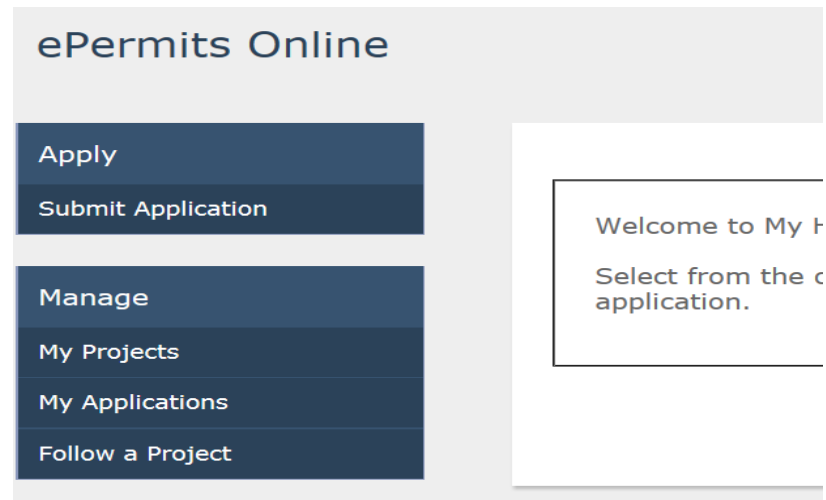 ePermits Online
Apply
Submit Application
Manage
My Projects
My Applications
Follow a Project
Welcome to My
Select from the
application.